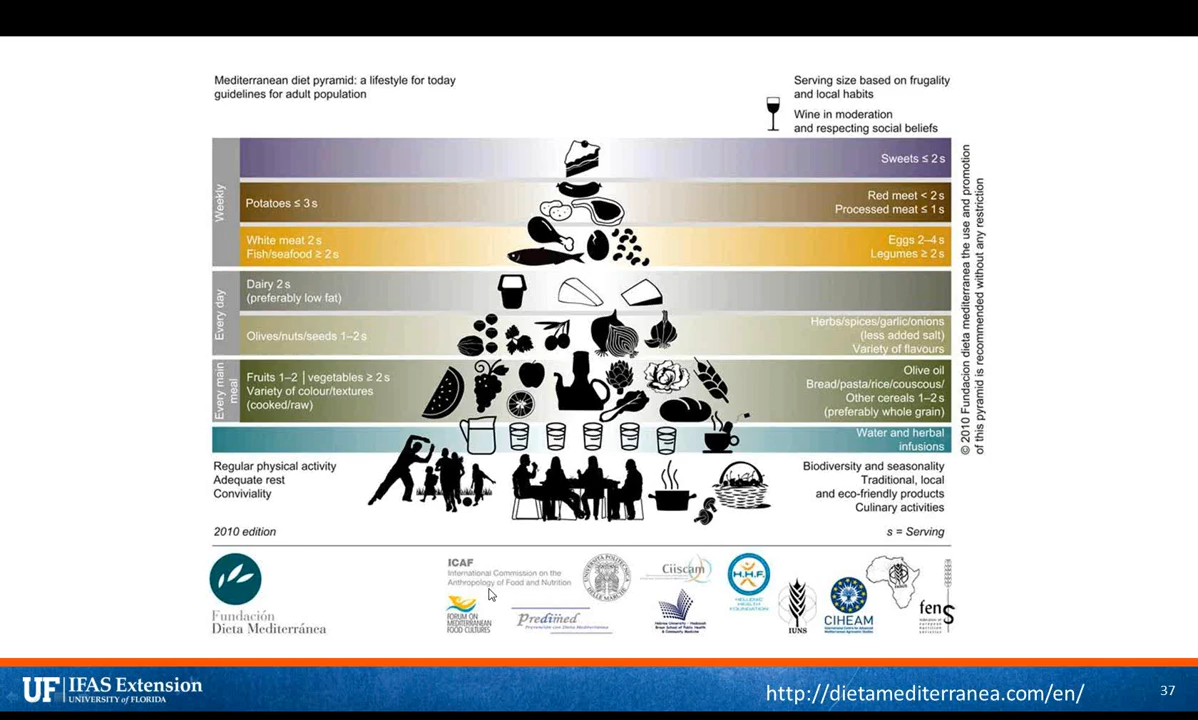 Mediterranean diet pyramid: a lifestyle for today
guidelines for adult population
Serving size based on frugality
and local habits
Wine in moderation
and respecting social beliefs
Weekly
Sweets ≤ 2 s
Potatoes ≤ 3 s
Red meet < 2 s
Processed meat ≤ 1 s
White meat 2 s
Fish/seafood ≥ 2 s
Eggs 2–4 s
Legumes ≥ 2 s
Every day
Dairy 2 s
(preferably low fat)
Olives/nuts/seeds 1–2 s
Herbs/spices/garlic/onions
(less added salt)
Variety of flavours
Every main
meal
Fruits 1–2 | vegetables ≥ 2 s
Variety of colour/textures
(cooked/raw)
Olive oil
Bread/pasta/rice/couscous/
Other cereals 1–2 s
(preferably whole grain)
Water and herbal
infusions
© 2010 Fundacion dieta mediterranea the use and promotion
of this pyramid is recommended without any restriction
Regular physical activity
Adequate rest
Conviviality
Biodiversity and seasonality
Traditional, local
and eco-friendly products
Culinary activities
2010 edition
s = Serving
Fundación
Dieta Mediterránea
ICAF
International Commission on the
Anthropology of Food and Nutrition
FORUM ON
MEDITERRANEAN
FOOD CULTURES
Predimed
Ciiscam
H.H.F.
HELLENIC
HEALTH
FOUNDATION
IUNS
CIHEAM
fens
UF IFAS Extension
UNIVERSITY of FLORIDA
http://dietamediterranea.com/en/
37